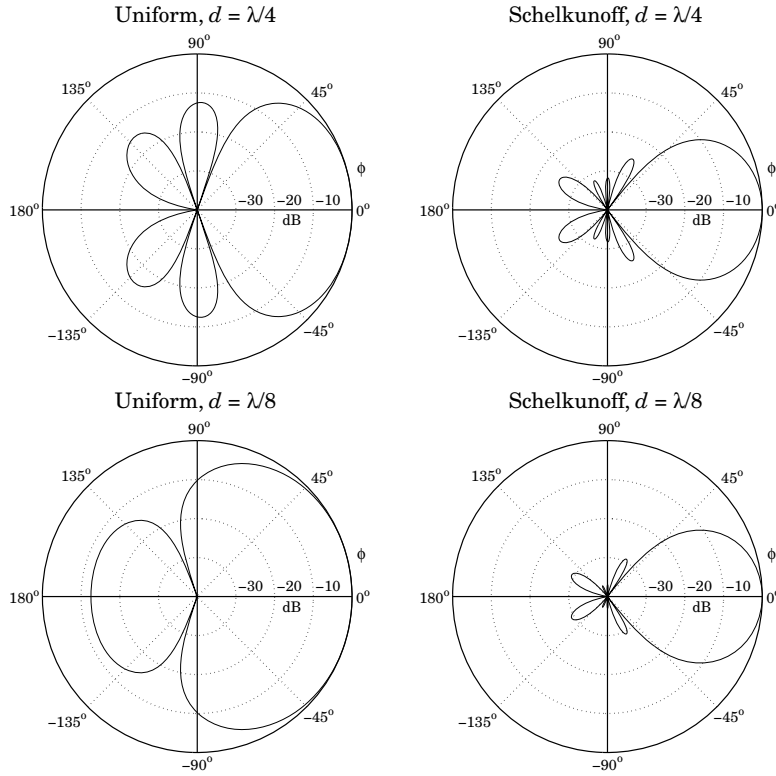 Uniform, d = λ/4
90°
135°
45°
φ
180°
−30 −20 −10
0°
dB
−135°
−45°
−90°
Schelkunoff, d = λ/4
90°
135°
45°
φ
180°
−30 −20 −10
0°
dB
−135°
−45°
−90°
Uniform, d = λ/8
90°
135°
45°
φ
180°
−30 −20 −10
0°
dB
−135°
−45°
−90°
Schelkunoff, d = λ/8
90°
135°
45°
φ
180°
−30 −20 −10
0°
dB
−135°
−45°
−90°